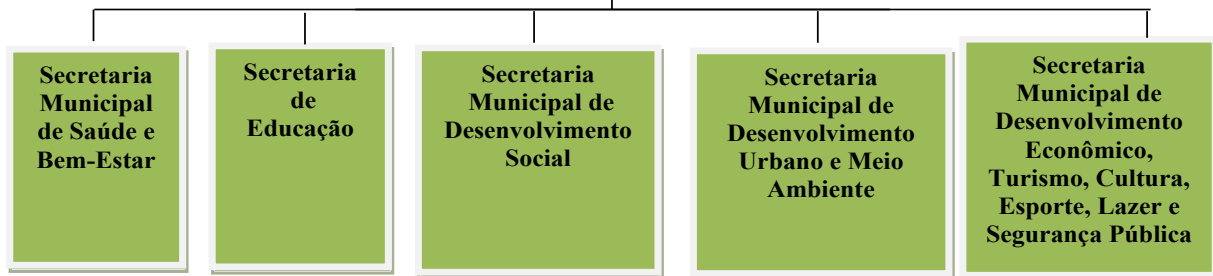 Secretaria
Municipal
de Saúde e
Bem-Estar
Secretaria
de
Educação
Secretaria
Municipal de
Desenvolvimento
Social
Secretaria
Municipal de
Desenvolvimento
Urbano e Meio
Ambiente
Secretaria
Municipal de
Desenvolvimento
Econômico,
Turismo, Cultura,
Esporte, Lazer e
Segurança Pública